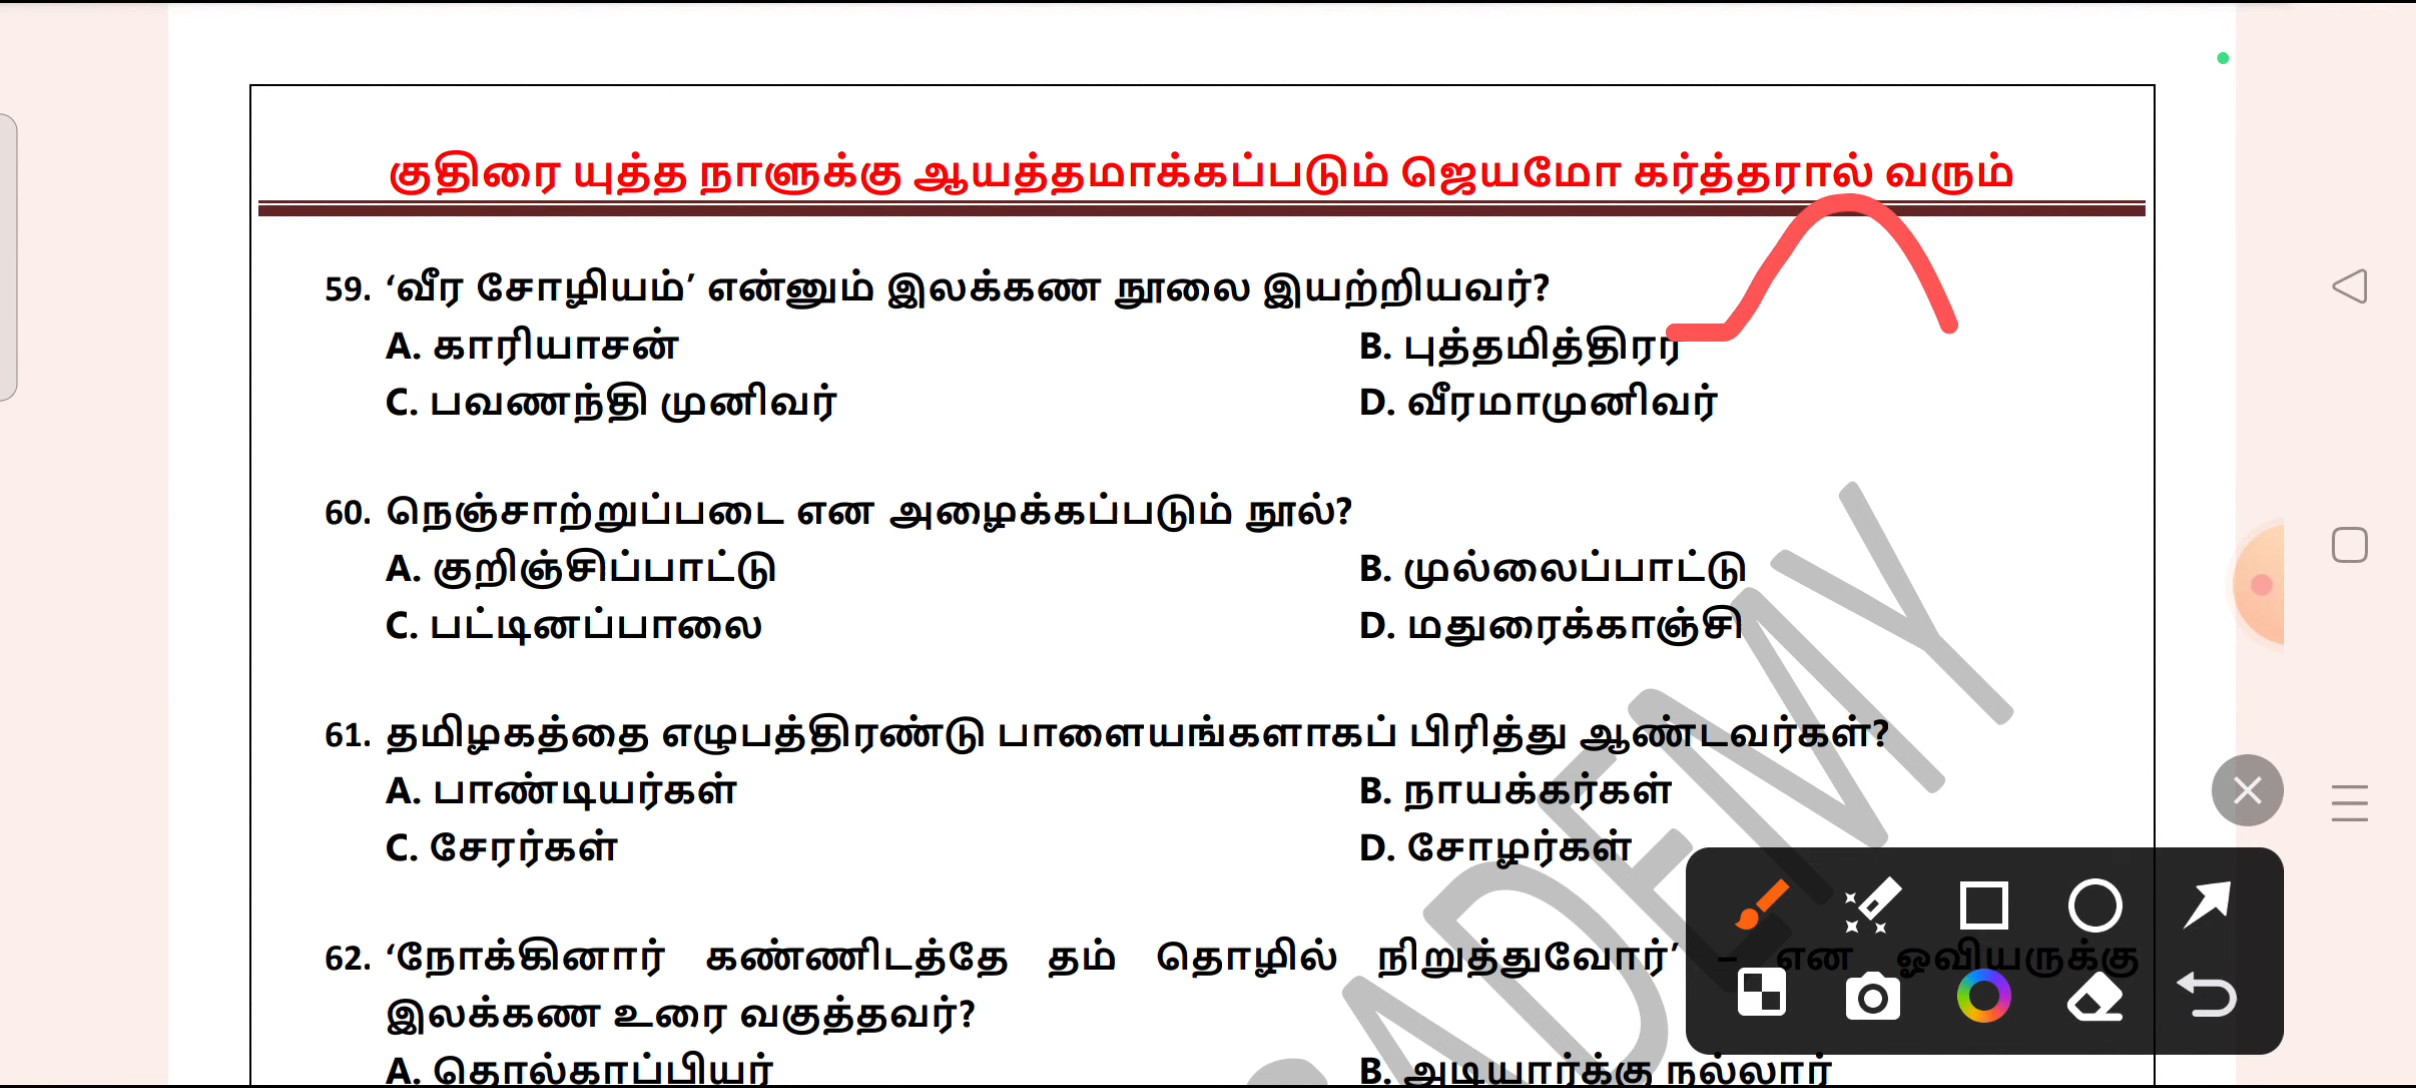 குதிரை யுத்த நாளுக்கு ஆயத்தமாக்கப்படும் ஜெயமோ கர்த்தரால் வரும்
59. ‘வீர சோழியம்’ என்னும் இலக்கண நூலை இயற்றியவர்?
A. காரியாசன் B. புத்தமித்திரர்
C. பவணந்தி முனிவர் D. வீரமாமுனிவர்
60. நெஞ்சாற்றுப்படை என அழைக்கப்படும் நூல்?
A. குறிஞ்சிப்பாட்டு B. முல்லைப்பாட்டு
C. பட்டினப்பாலை D. மதுரைக்காஞ்சி
61. தமிழகத்தை எழுபத்திரண்டு பாளையங்களாகப் பிரித்து ஆண்டவர்கள்?
A. பாண்டியர்கள் B. நாயக்கர்கள்
C. சேரர்கள் D. சோழர்கள்
62. ‘நோக்கினார் கண்ணிடத்தே தம் தொழில் நிறுத்துவோர்’ – என ஓவியருக்கு
இலக்கண உரை வகுத்தவர்?
A. தொல்காப்பியர் B. அடியார்க்கு நல்லார்